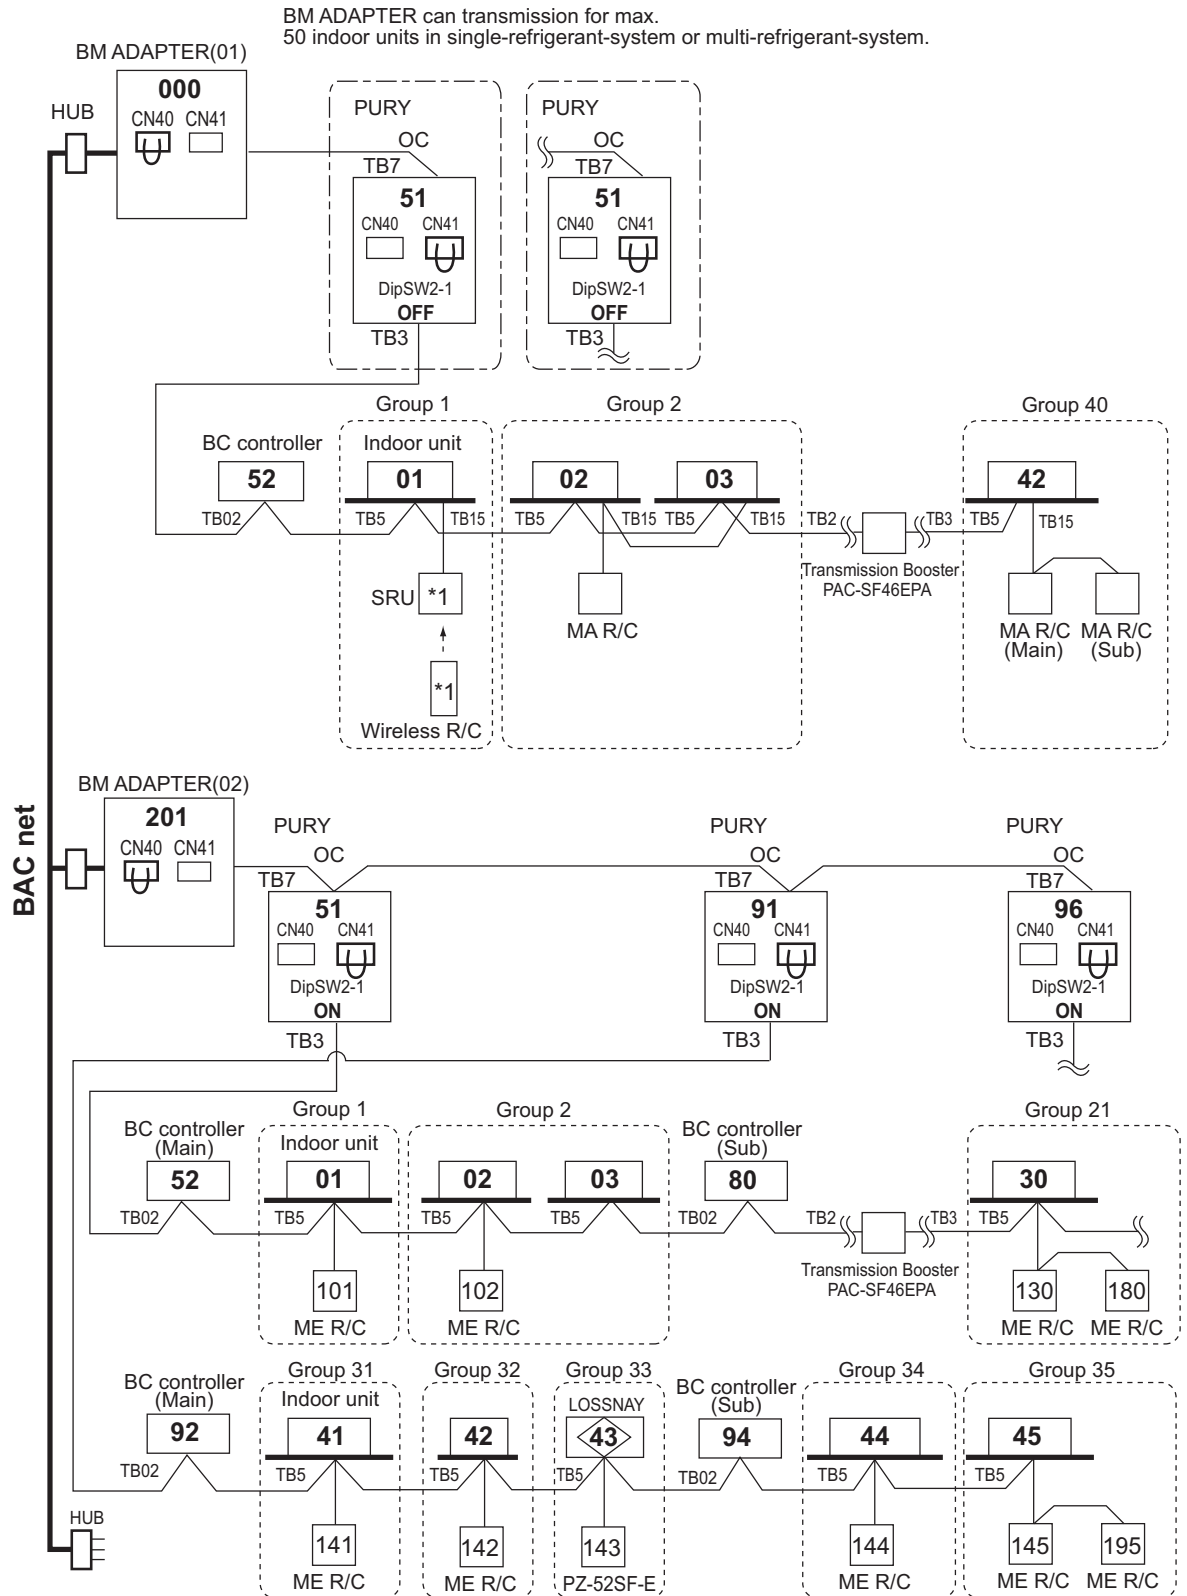 BM ADAPTER can transmission for max.
50 indoor units in single-refrigerant-system or multi-refrigerant-system.
BM ADAPTER(01)
000
CN40 CN41
HUB
PURY
OC
TB7
51
CN40 CN41
DipSW2-1
OFF
TB3
PURY
OC
TB7
51
CN40 CN41
DipSW2-1
OFF
TB3
Group 1
Group 2
Group 40
BC controller
52
TB02
Indoor unit
01
TB5 TB15
SRU *1
*1
Wireless R/C
02
TB5 TB15
MA R/C
03
TB5 TB15
TB2
TB3
Transmission Booster
PAC-SF46EPA
42
TB5 TB15
MA R/C
(Main)
MA R/C
(Sub)
BAC net
BM ADAPTER(02)
201
CN40 CN41
PURY
OC
TB7
51
CN40 CN41
DipSW2-1
ON
TB3
PURY
OC
TB7
91
CN40 CN41
DipSW2-1
ON
TB3
PURY
OC
TB7
96
CN40 CN41
DipSW2-1
ON
TB3
Group 1
Group 2
Group 21
BC controller
(Main)
52
TB02
Indoor unit
01
TB5
101
ME R/C
02
TB5
102
ME R/C
03
TB5
BC controller
(Sub)
80
TB02
TB2
TB3
Transmission Booster
PAC-SF46EPA
30
TB5
130
ME R/C
180
ME R/C
Group 31
Group 32
Group 33
Group 34
Group 35
BC controller
(Main)
92
TB02
Indoor unit
41
TB5
141
ME R/C
42
TB5
142
ME R/C
LOSSNAY
43
TB5
143
PZ-52SF-E
BC controller
(Sub)
94
TB02
44
TB5
144
ME R/C
45
TB5
145
ME R/C
195
ME R/C
HUB